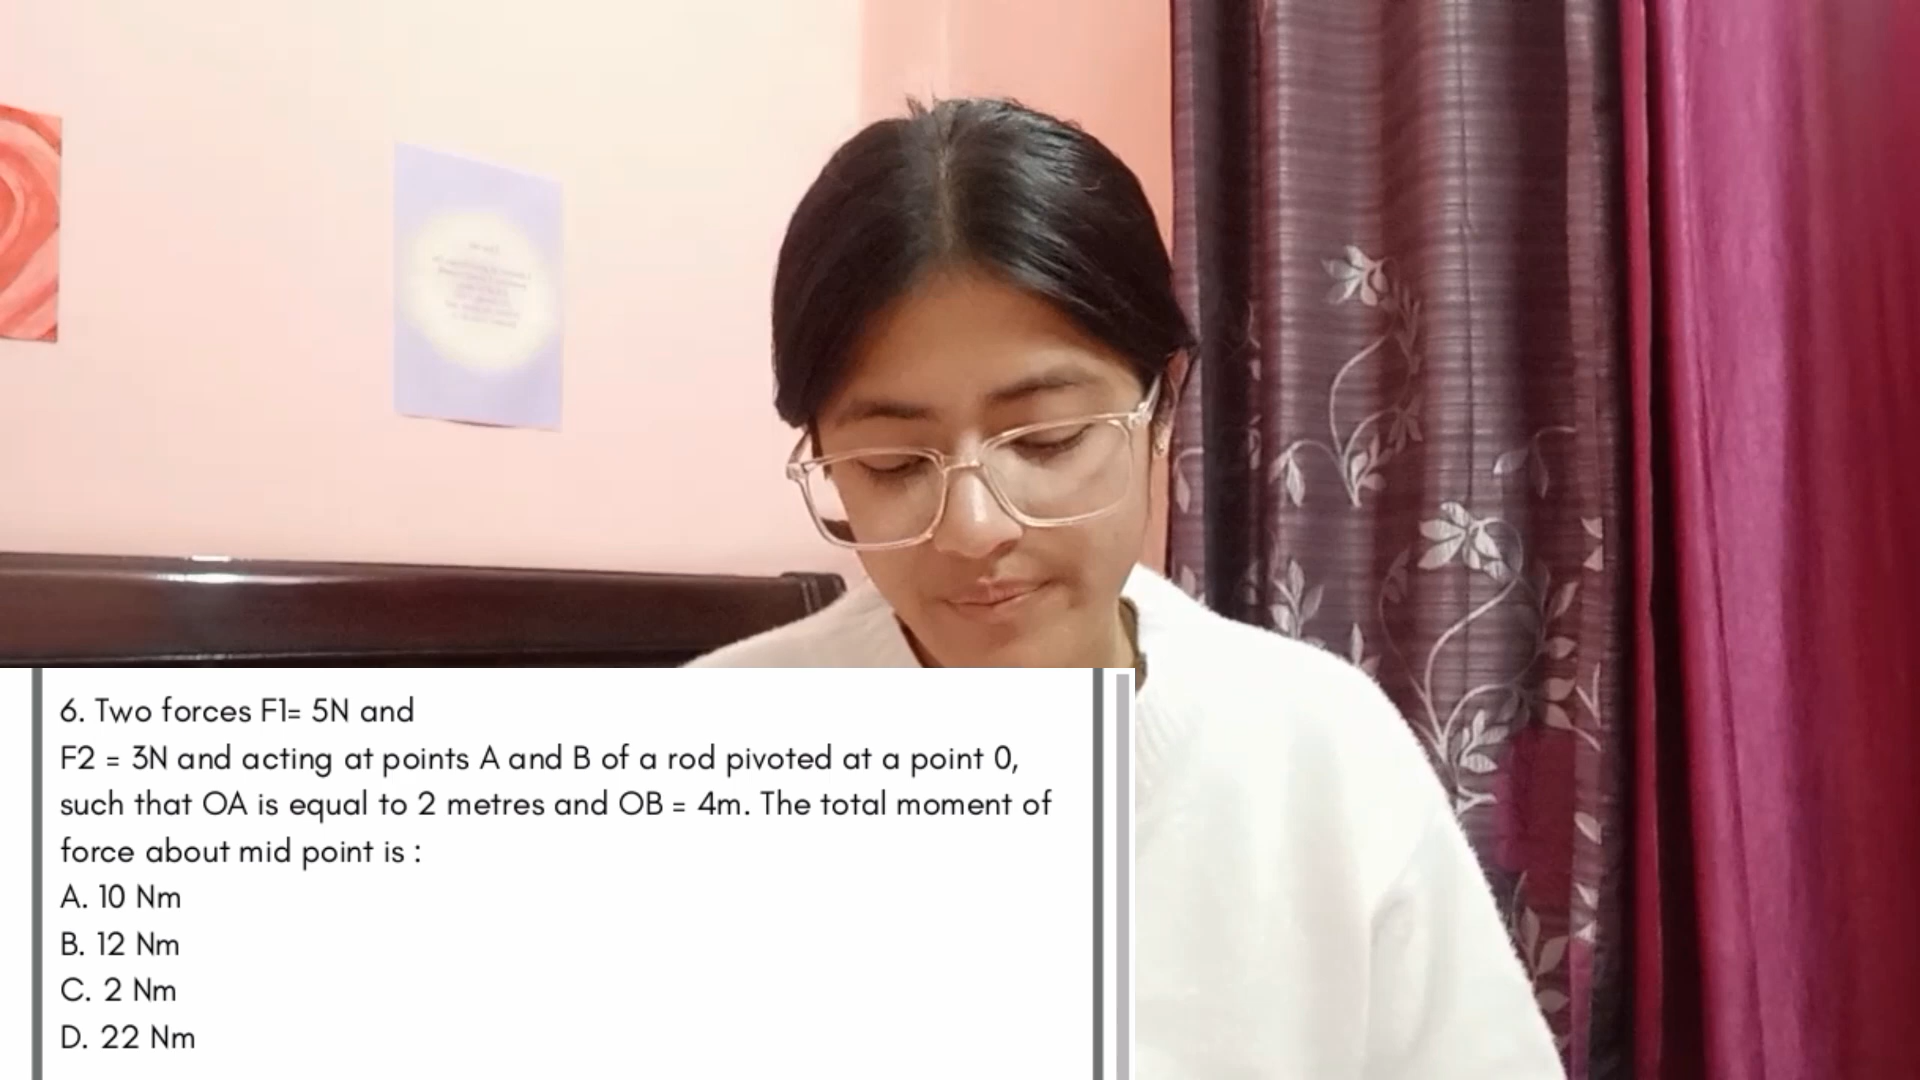 6. Two forces F1= 5N and
F2 = 3N and acting at points A and B of a rod pivoted at a point 0,
such that OA is equal to 2 metres and OB = 4m. The total moment of
force about mid point is :
A. 10 Nm
B. 12 Nm
C. 2 Nm
D. 22 Nm